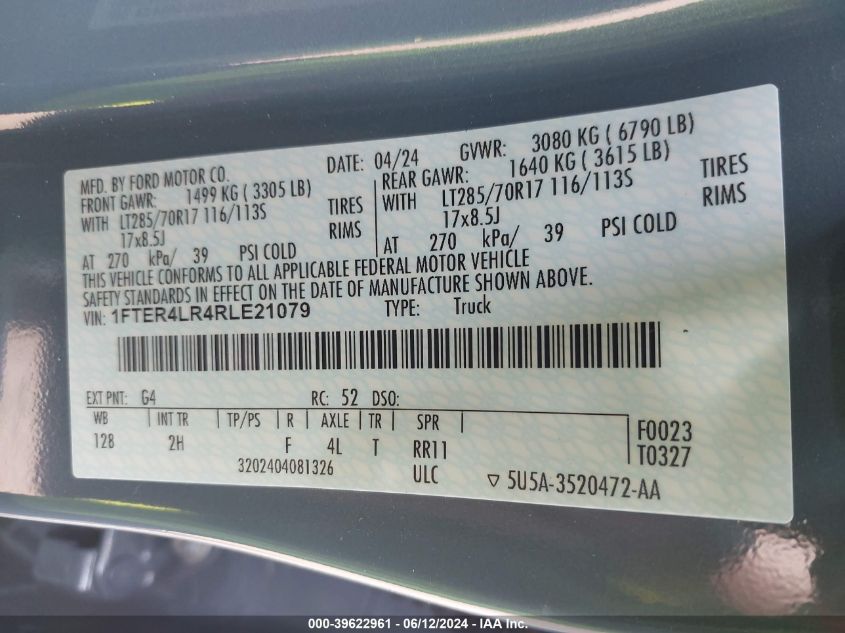 MFD. BY FORD MOTOR CO. DATE: 04/24 GVWR: 3080 KG ( 6790 LB)
FRONT GAWR: 1499 KG ( 3305 LB) REAR GAWR: 1640 KG ( 3615 LB)
WITH LT285/70R17 116/113S TIRES WITH LT285/70R17 116/113S TIRES
17x8.5J RIMS 17x8.5J RIMS
AT 270 kPa/ 39 PSI COLD AT 270 kPa/ 39 PSI COLD
THIS VEHICLE CONFORMS TO ALL APPLICABLE FEDERAL MOTOR VEHICLE
SAFETY STANDARDS IN EFFECT ON THE DATE OF MANUFACTURE SHOWN ABOVE.
VIN: 1FTER4LR4RLE21079 TYPE: Truck
EXT PNT: G4 RC: 52 DSO:
WB INT TR TP/PS R AXLE TR SPR
128 2H F 4L T RR11
F0023
T0327
3202404081326 ULC ▽ 5U5A-3520472-AA
000-39622961 - 06/12/2024 - IAA Inc.